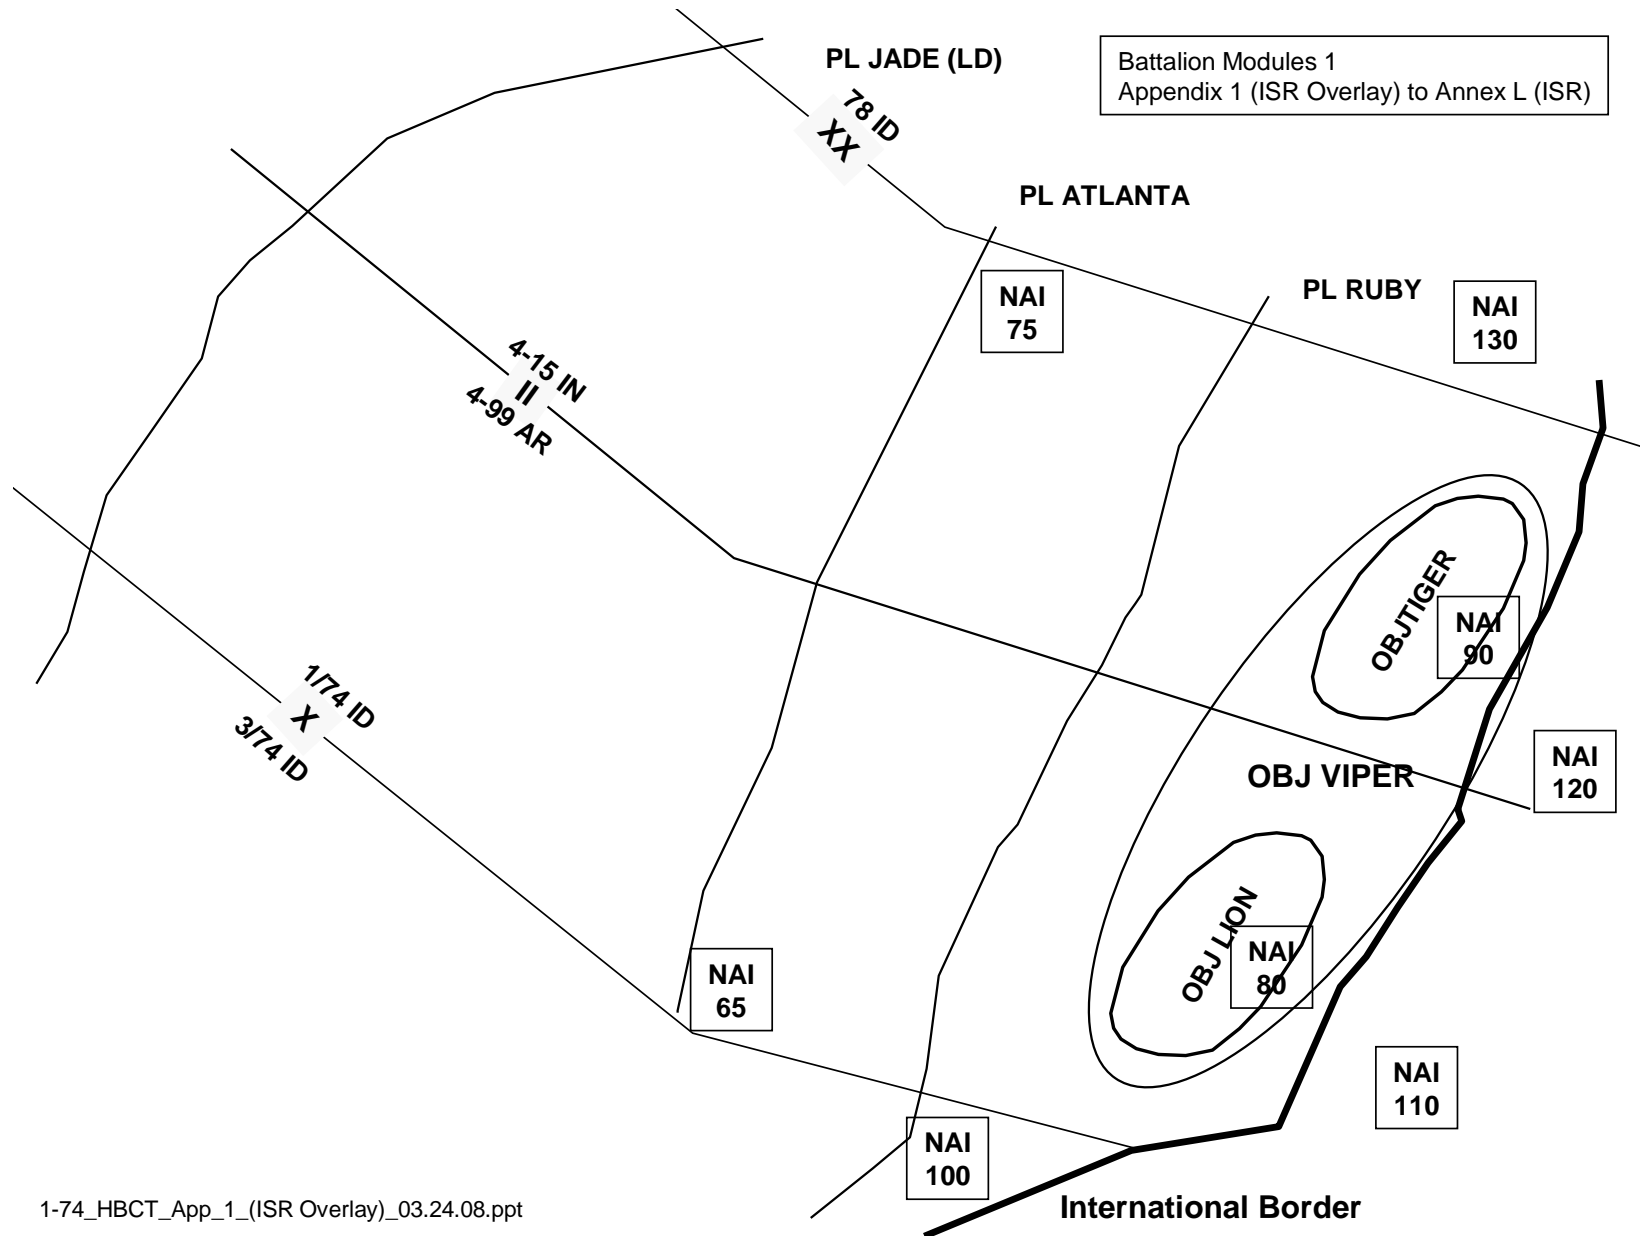 PL JADE (LD)
Battalion Modules 1
Appendix 1 (ISR Overlay) to Annex L (ISR)
78 ID
XX
PL ATLANTA
NAI
75
PL RUBY
NAI
130
4-15 IN
II
4-99 AR
OBJTIGER
NAI
90
1/74 ID
X
3/74 ID
OBJ VIPER
NAI
120
OBJ LION
NAI
80
NAI
65
NAI
110
NAI
100
1-74_HBCT_App_1_(ISR Overlay)_03.24.08.ppt
International Border